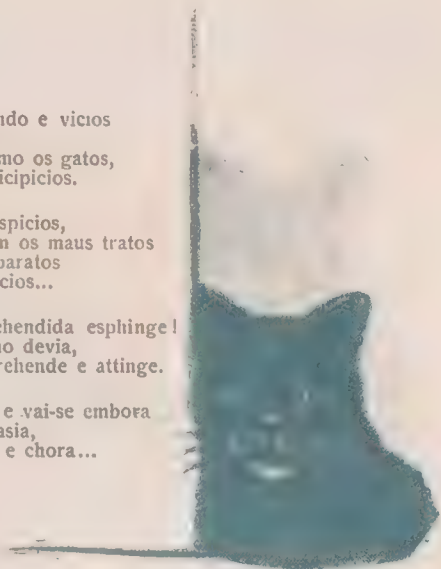 ndo e vicios
mo os gatos,
icipicios.
spicios,
m os maus tratos
paratos
cios...
ehendida esphinge!
no devia,
rehende e attinge.
e vai-se embora
asia,
e chora...